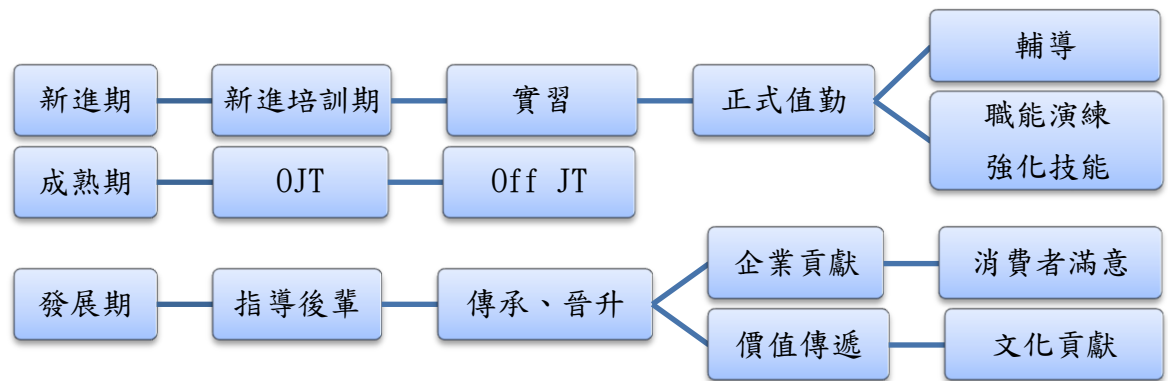 新進期
新進培訓期
實習
正式值勤
輔導
職能演練
強化技能
成熟期
OJT
Off JT
發展期
指導後輩
傳承、晉升
企業貢獻
消費者滿意
價值傳遞
文化貢獻